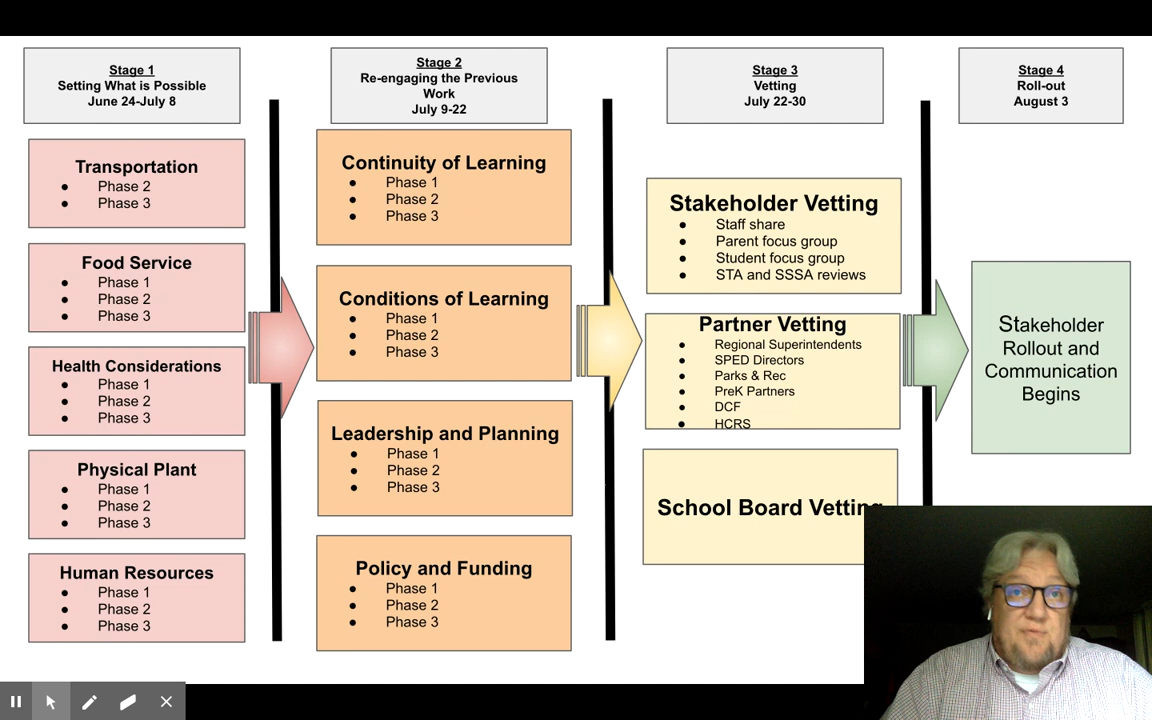 Stage 1
Setting What is Possible
June 24-July 8
Transportation
● Phase 2
● Phase 3
Food Service
● Phase 1
● Phase 2
● Phase 3
Health Considerations
● Phase 1
● Phase 2
● Phase 3
Physical Plant
● Phase 1
● Phase 2
● Phase 3
Human Resources
● Phase 1
● Phase 2
● Phase 3
Stage 2
Re-engaging the Previous
Work
July 9-22
Continuity of Learning
● Phase 1
● Phase 2
● Phase 3
Conditions of Learning
● Phase 1
● Phase 2
● Phase 3
Leadership and Planning
● Phase 1
● Phase 2
● Phase 3
Policy and Funding
● Phase 1
● Phase 2
● Phase 3
Stage 3
Vetting
July 22-30
Stakeholder Vetting
● Staff share
● Parent focus group
● Student focus group
● STA and SSSA reviews
Partner Vetting
● Regional Superintendents
● SPED Directors
● Parks & Rec
● PreK Partners
● DCF
● HCRS
School Board Vetting
Stage 4
Roll-out
August 3
Stakeholder
Rollout and
Communication
Begins